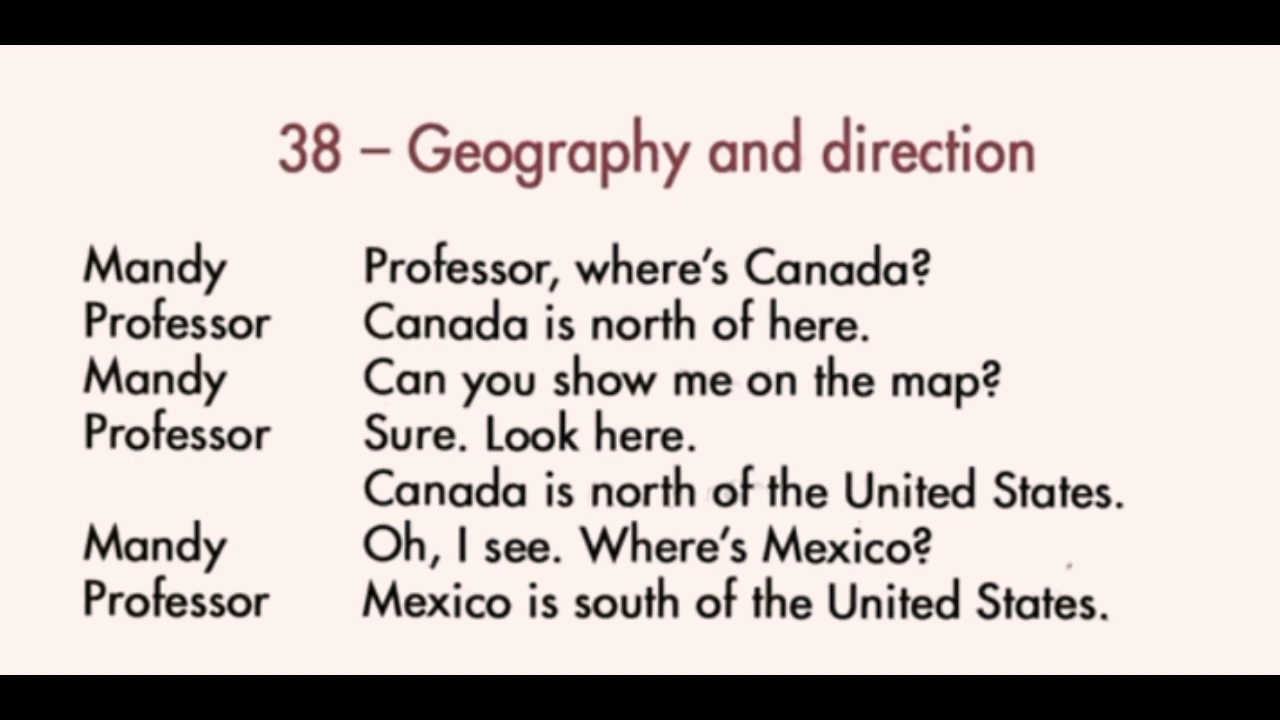 38 – Geography and direction
Mandy Professor, where's Canada?
Professor Canada is north of here.
Mandy Can you show me on the map?
Professor Sure. Look here.
Canada is north of the United States.
Mandy Oh, I see. Where's Mexico?
Professor Mexico is south of the United States.